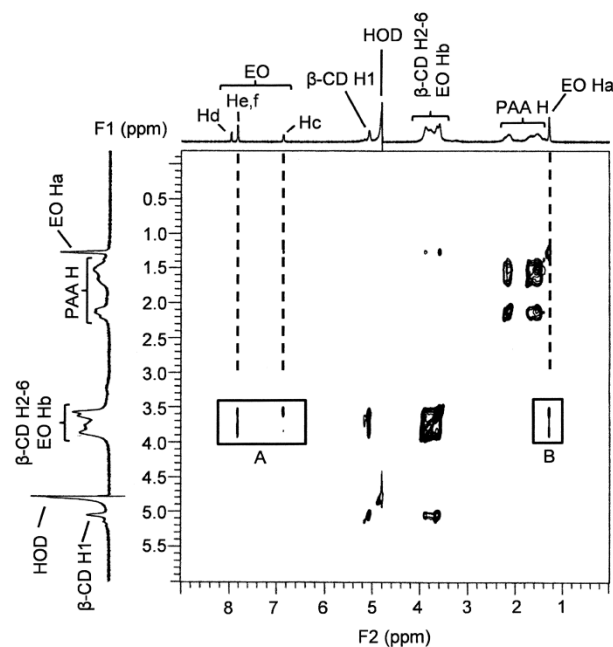 HOD
β-CD H2-6
EO Hb
EO
β-CD H1
PAA H
EO Ha
Hd
He,f
Hc
F1 (ppm)
EO Ha
PAA H
β-CD H2-6
EO Hb
HOD
β-CD H1
0.5
1.0
1.5
2.0
2.5
3.0
3.5
4.0
4.5
5.0
5.5
A
B
8 7 6 5 4 3 2 1
F2 (ppm)